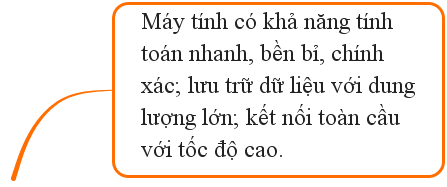 Máy tính có khả năng tính
toán nhanh, bền bỉ, chính
xác; lưu trữ dữ liệu với dung
lượng lớn; kết nối toàn cầu
với tốc độ cao.